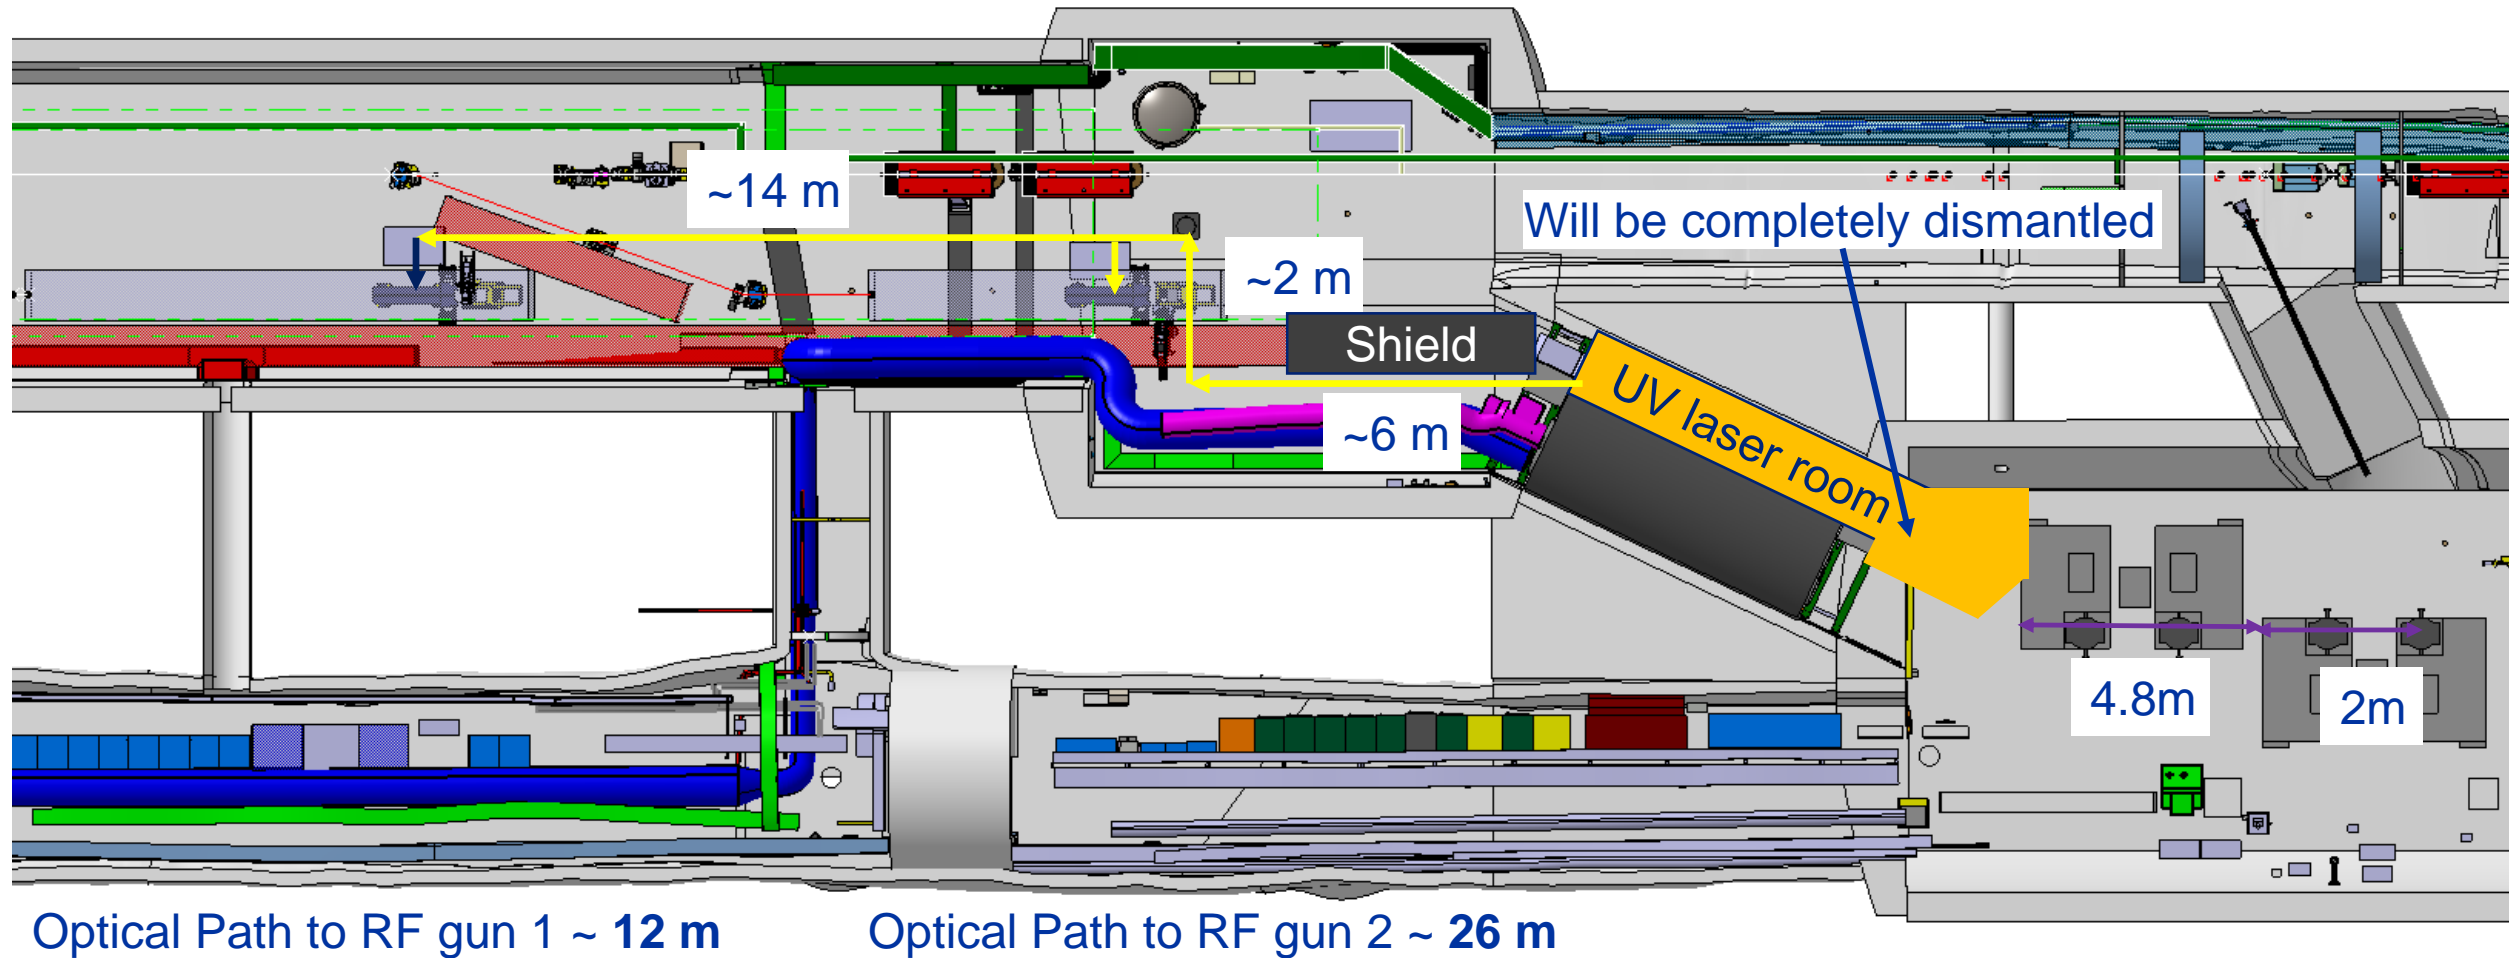 ~14 m
Will be completely dismantled
~2 m
Shield
UV laser room
~6 m
4.8m
2m
Optical Path to RF gun 1 ~ 12 m
Optical Path to RF gun 2 ~ 26 m